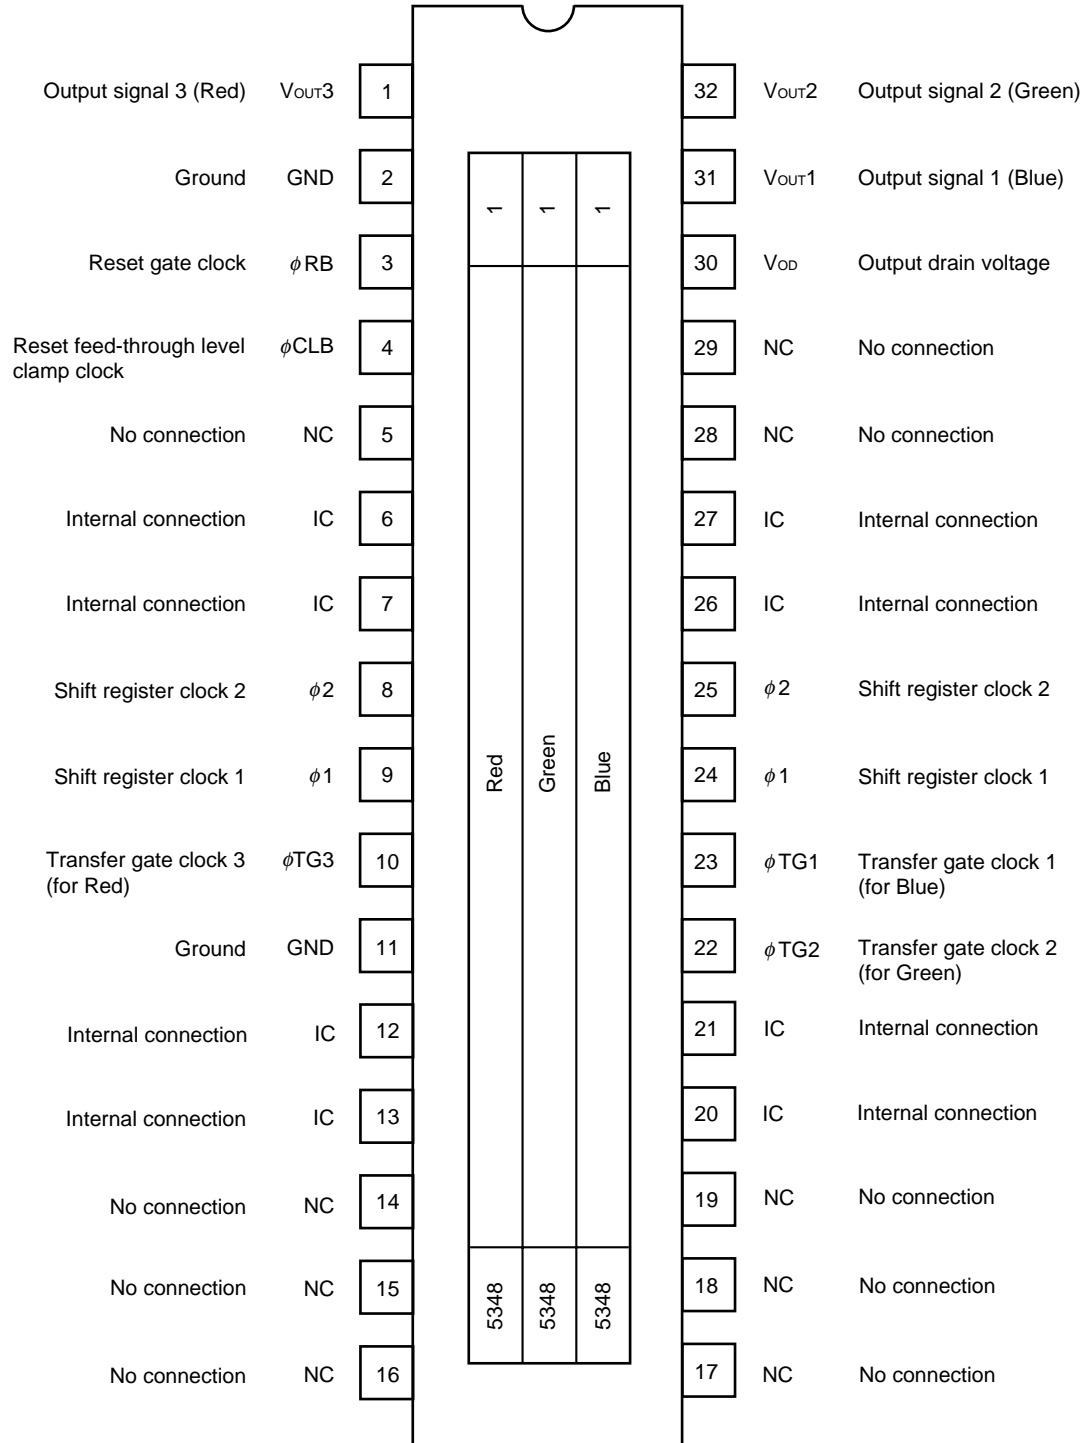 Output signal 3 (Red) VOUT3 1 32 VOUT2 Output signal 2 (Green)
Ground GND 2 31 VOUT1 Output signal 1 (Blue)
1 1 1
Reset gate clock ϕRB 3 30 VOD Output drain voltage
Reset feed-through level ϕCLB 4 29 NC No connection
clamp clock
No connection NC 5 28 NC No connection
Internal connection IC 6 27 IC Internal connection
Internal connection IC 7 26 IC Internal connection
Shift register clock 2 ϕ2 8 25 ϕ2 Shift register clock 2
Red Green Blue
Shift register clock 1 ϕ1 9 24 ϕ1 Shift register clock 1
Transfer gate clock 3 ϕTG3 10 23 ϕTG1 Transfer gate clock 1
(for Red) (for Blue)
Ground GND 11 22 ϕTG2 Transfer gate clock 2
(for Green)
Internal connection IC 12 21 IC Internal connection
Internal connection IC 13 20 IC Internal connection
No connection NC 14 19 NC No connection
No connection NC 15 18 NC No connection
5348 5348 5348
No connection NC 16 17 NC No connection